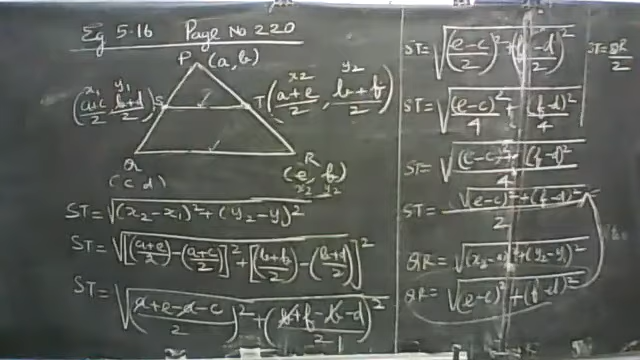 Eg 5.16 Page No 220
P (a, b)
x₁ y₁
(a+c/2, b+d/2) S
x2 y2
T (a+e/2, b+f/2)
Q
(c d)
R
(e, f)
x₂ y₂
ST = √(x₂ - x₁)² + (y₂ - y₁)²
ST = √[(a+e/2) - (a+c/2)]² + [(b+f/2) - (b+d/2)]²
ST = √(a+e-a-c/2)² + (b+f-b-d/2)²
ST = √(e-c/2)² + (f-d/2)²
ST = √(e-c)²/4 + (f-d)²/4
ST = √(e-c)² + (f-d)²/4
ST = √(e-c)² + (f-d)²/2
QR = √(x₂-x₁)² + (y₂-y₁)²
QR = √(e-c)² + (f-d)²
ST = QR/2